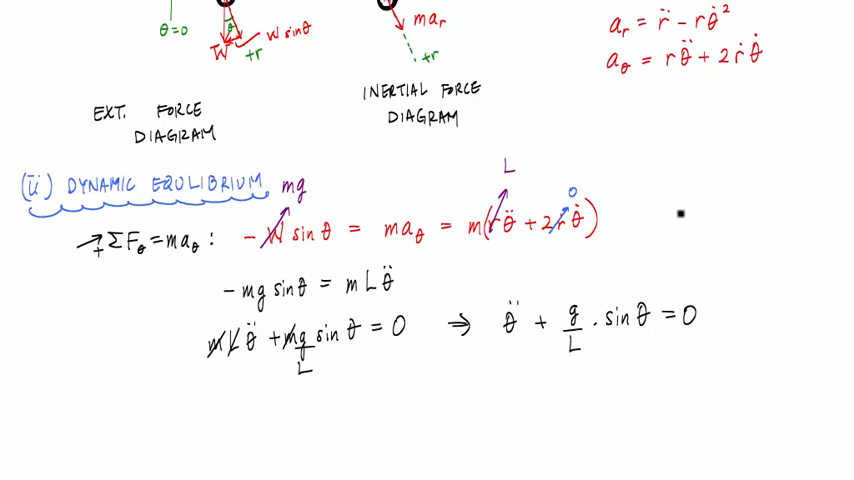 θ=0
W
θ
W sinθ
+r
ma_r
+r
a_r = r̈ − rθ̇²
a_θ = rθ̈ + 2ṙθ̇
EXT. FORCE
DIAGRAM
INERTIAL FORCE
DIAGRAM
(ii) DYNAMIC EQULIBRIUM
mg
L
0
+ ΣF_θ = ma_θ : − W sinθ = ma_θ = m(rθ̈ + 2ṙθ̇)
− mg sinθ = mLθ̈
mLθ̈ + mg/L sinθ = 0 ⇒ θ̈ + g/L · sinθ = 0